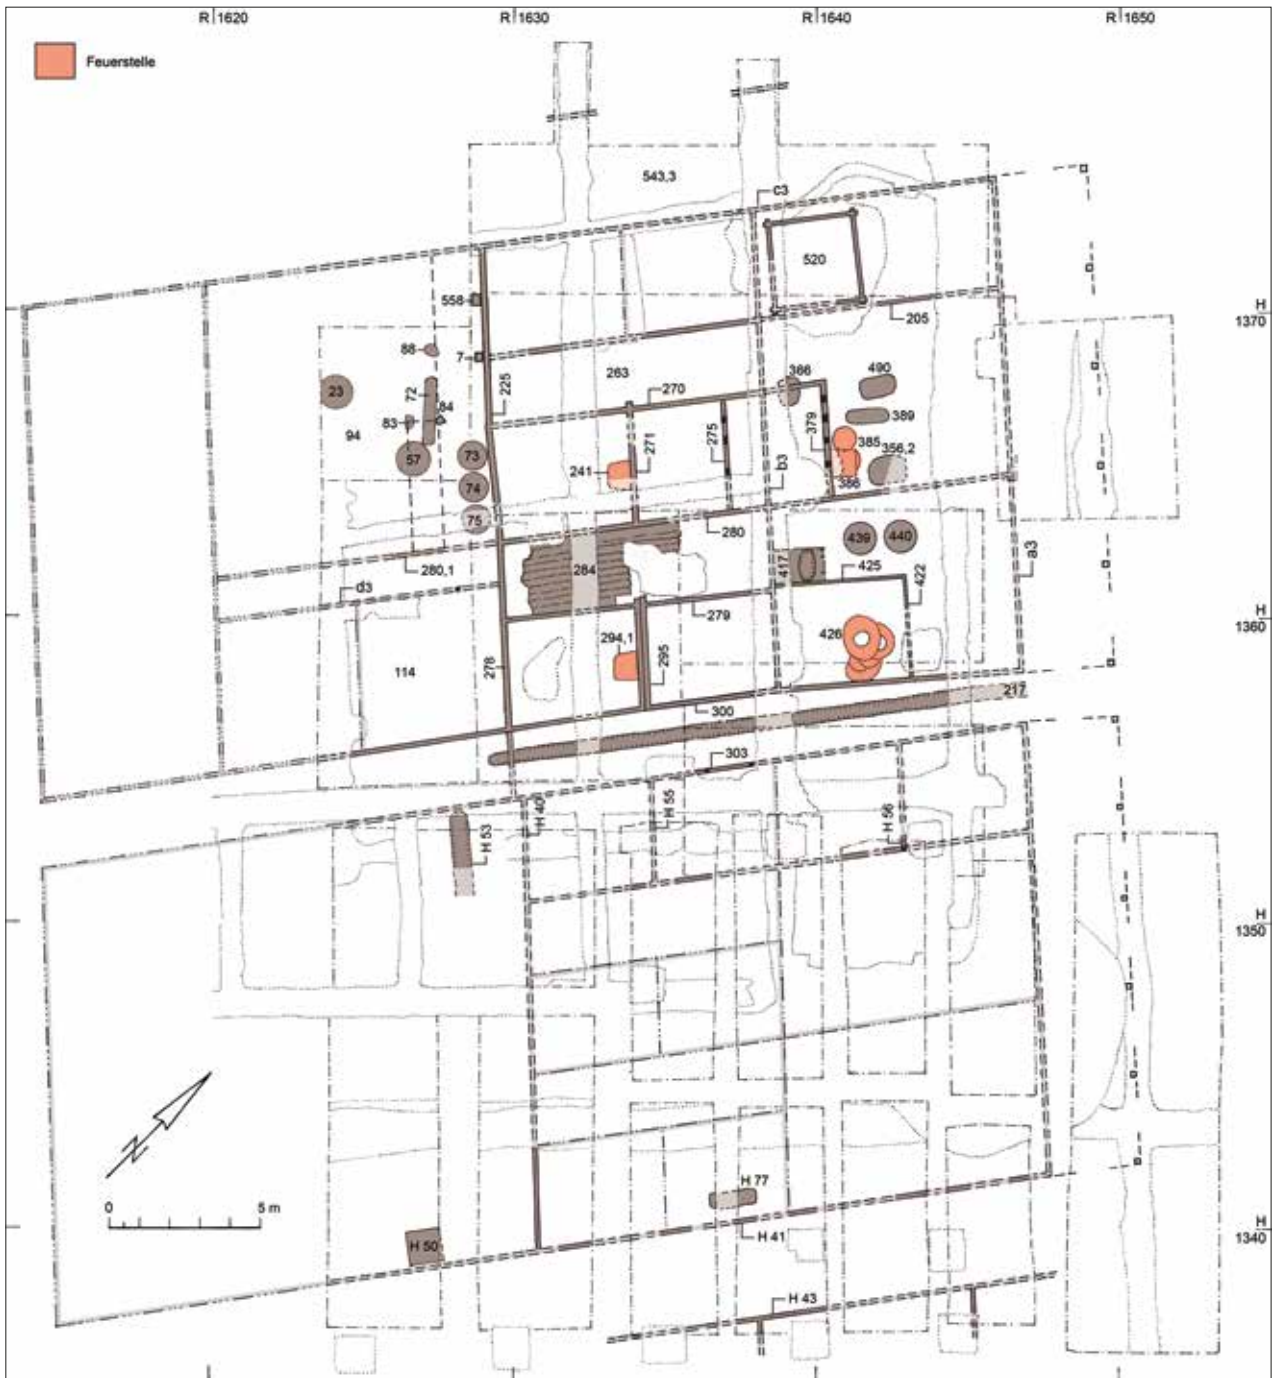 R 1620
R 1630
R 1640
R 1650
Feuerstelle
543,3
c3
520
558
205
H
1370
88
7
225
263
366
490
23
72
270
84
83
389
94
379
385
271
275
356,2
57
73
241
b3
386
74
75
280
439
440
a3
280,1
284
417
425
d3
422
279
H
1360
294,1
426
114
278
295
217
300
303
H 40
H 55
H 56
H 53
H
1350
N
0
5 m
H 77
H 50
H 41
H
1340
H 43